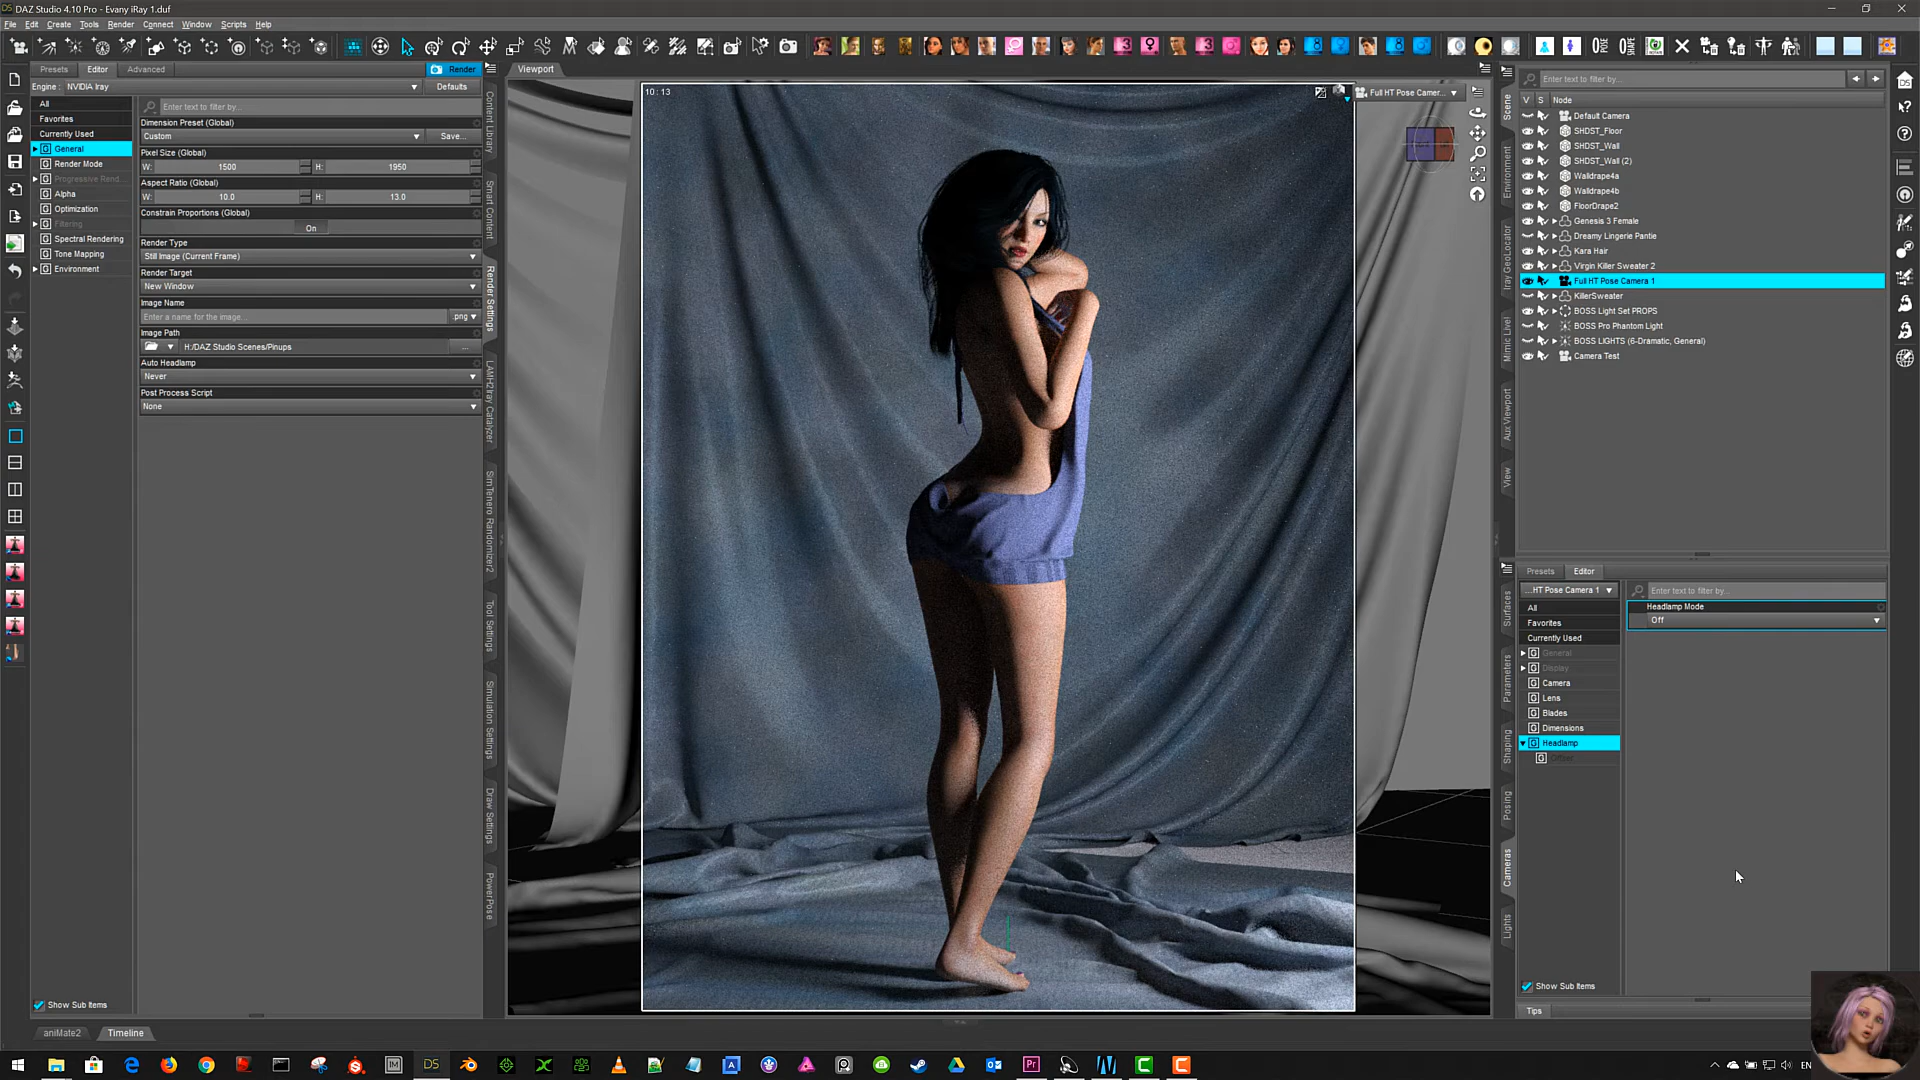 DAZ Studio 4.10 Pro - Evany iRay 1.duf
File Edit Create Tools Render Connect Window Scripts Help
Presets Editor Advanced Render
Engine : NVIDIA Iray Defaults
All
Favorites
Currently Used
General
Render Mode
Progressive Rend...
Alpha
Optimization
Filtering
Spectral Rendering
Tone Mapping
Environment
Show Sub Items
Enter text to filter by...
Dimension Preset (Global)
Custom Save...
Pixel Size (Global)
W: 1500 H: 1950
Aspect Ratio (Global)
W: 10.0 H: 13.0
Constrain Proportions (Global)
On
Render Type
Still Image (Current Frame)
Render Target
New Window
Image Name
Enter a name for the image... .png
Image Path
H:/DAZ Studio Scenes/Pinups ...
Auto Headlamp
Never
Post Process Script
None
Content Library
Smart Content
Render Settings
LAMH2Iray Catalyzer
SimTenero Randomizer2
Tool Settings
Simulation Settings
Draw Settings
PowerPose
Viewport
10 : 13
Full HT Pose Camer...
Scene
Environment
Iray GeoLocator
Mimic Live!
Aux Viewport
View
Enter text to filter by...
V S Node
Default Camera
SHDST_Floor
SHDST_Wall
SHDST_Wall (2)
Walldrape4a
Walldrape4b
FloorDrape2
Genesis 3 Female
Dreamy Lingerie Pantie
Kara Hair
Virgin Killer Sweater 2
Full HT Pose Camera 1
KillerSweater
BOSS Light Set PROPS
BOSS Pro Phantom Light
BOSS LIGHTS (6-Dramatic, General)
Camera Test
Surfaces
Parameters
Shaping
Posing
Cameras
Lights
Presets Editor
...HT Pose Camera 1
Enter text to filter by...
All
Favorites
Currently Used
General
Display
Camera
Lens
Blades
Dimensions
Headlamp
Offset
Headlamp Mode
Off
Show Sub Items
Tips
aniMate2 Timeline